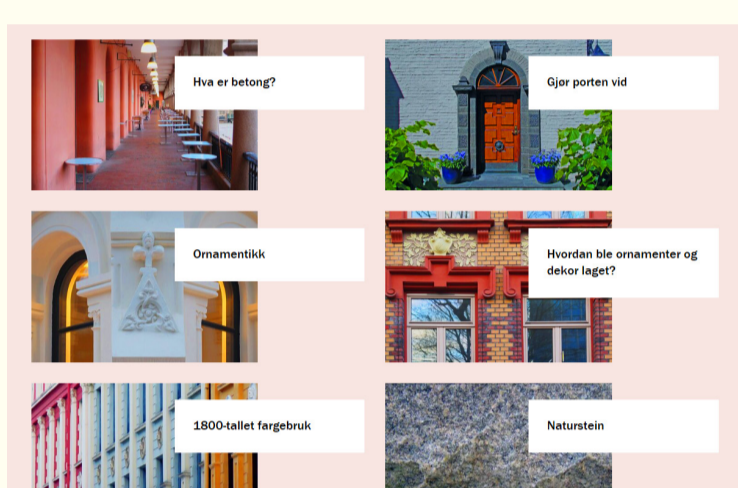 Hva er betong?
Gjør porten vid
Ornamentikk
Hvordan ble ornamenter og
dekor laget?
1800-tallet fargebruk
Naturstein